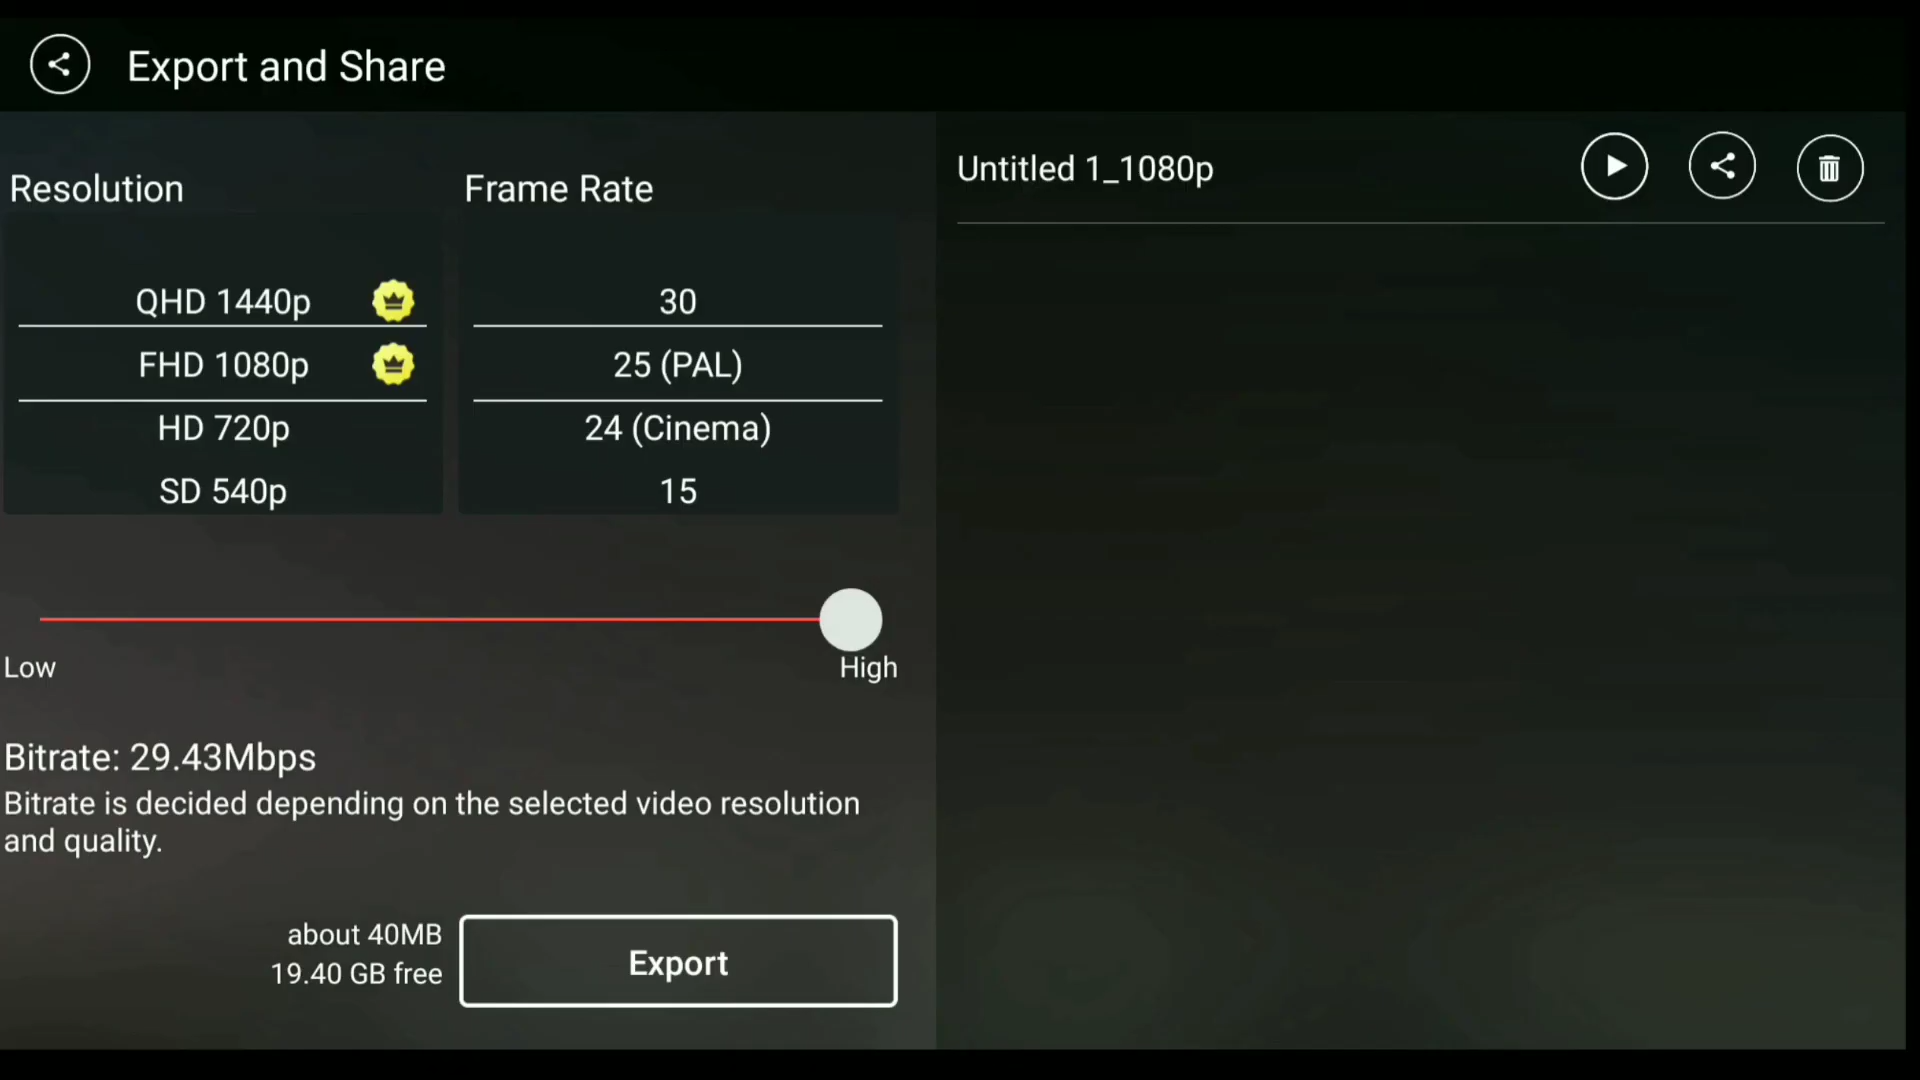 Export and Share
Resolution
Frame Rate
QHD 1440p
FHD 1080p
HD 720p
SD 540p
30
25 (PAL)
24 (Cinema)
15
Low
High
Bitrate: 29.43Mbps
Bitrate is decided depending on the selected video resolution
and quality.
about 40MB
19.40 GB free
Export
Untitled 1_1080p